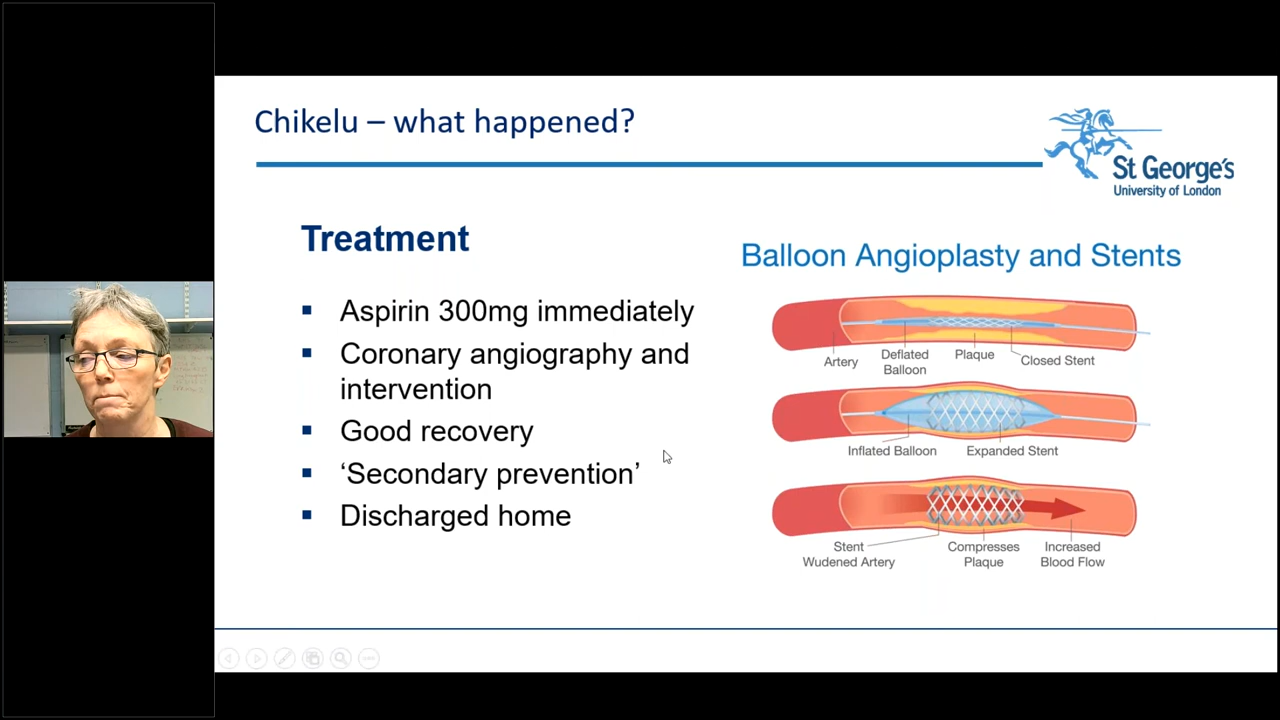 Chikelu – what happened?
St George's
University of London
Treatment
▪ Aspirin 300mg immediately
▪ Coronary angiography and
intervention
▪ Good recovery
▪ ‘Secondary prevention’
▪ Discharged home
Balloon Angioplasty and Stents
Artery
Deflated
Balloon
Plaque
Closed Stent
Inflated Balloon
Expanded Stent
Stent
Wudened Artery
Compresses
Plaque
Increased
Blood Flow